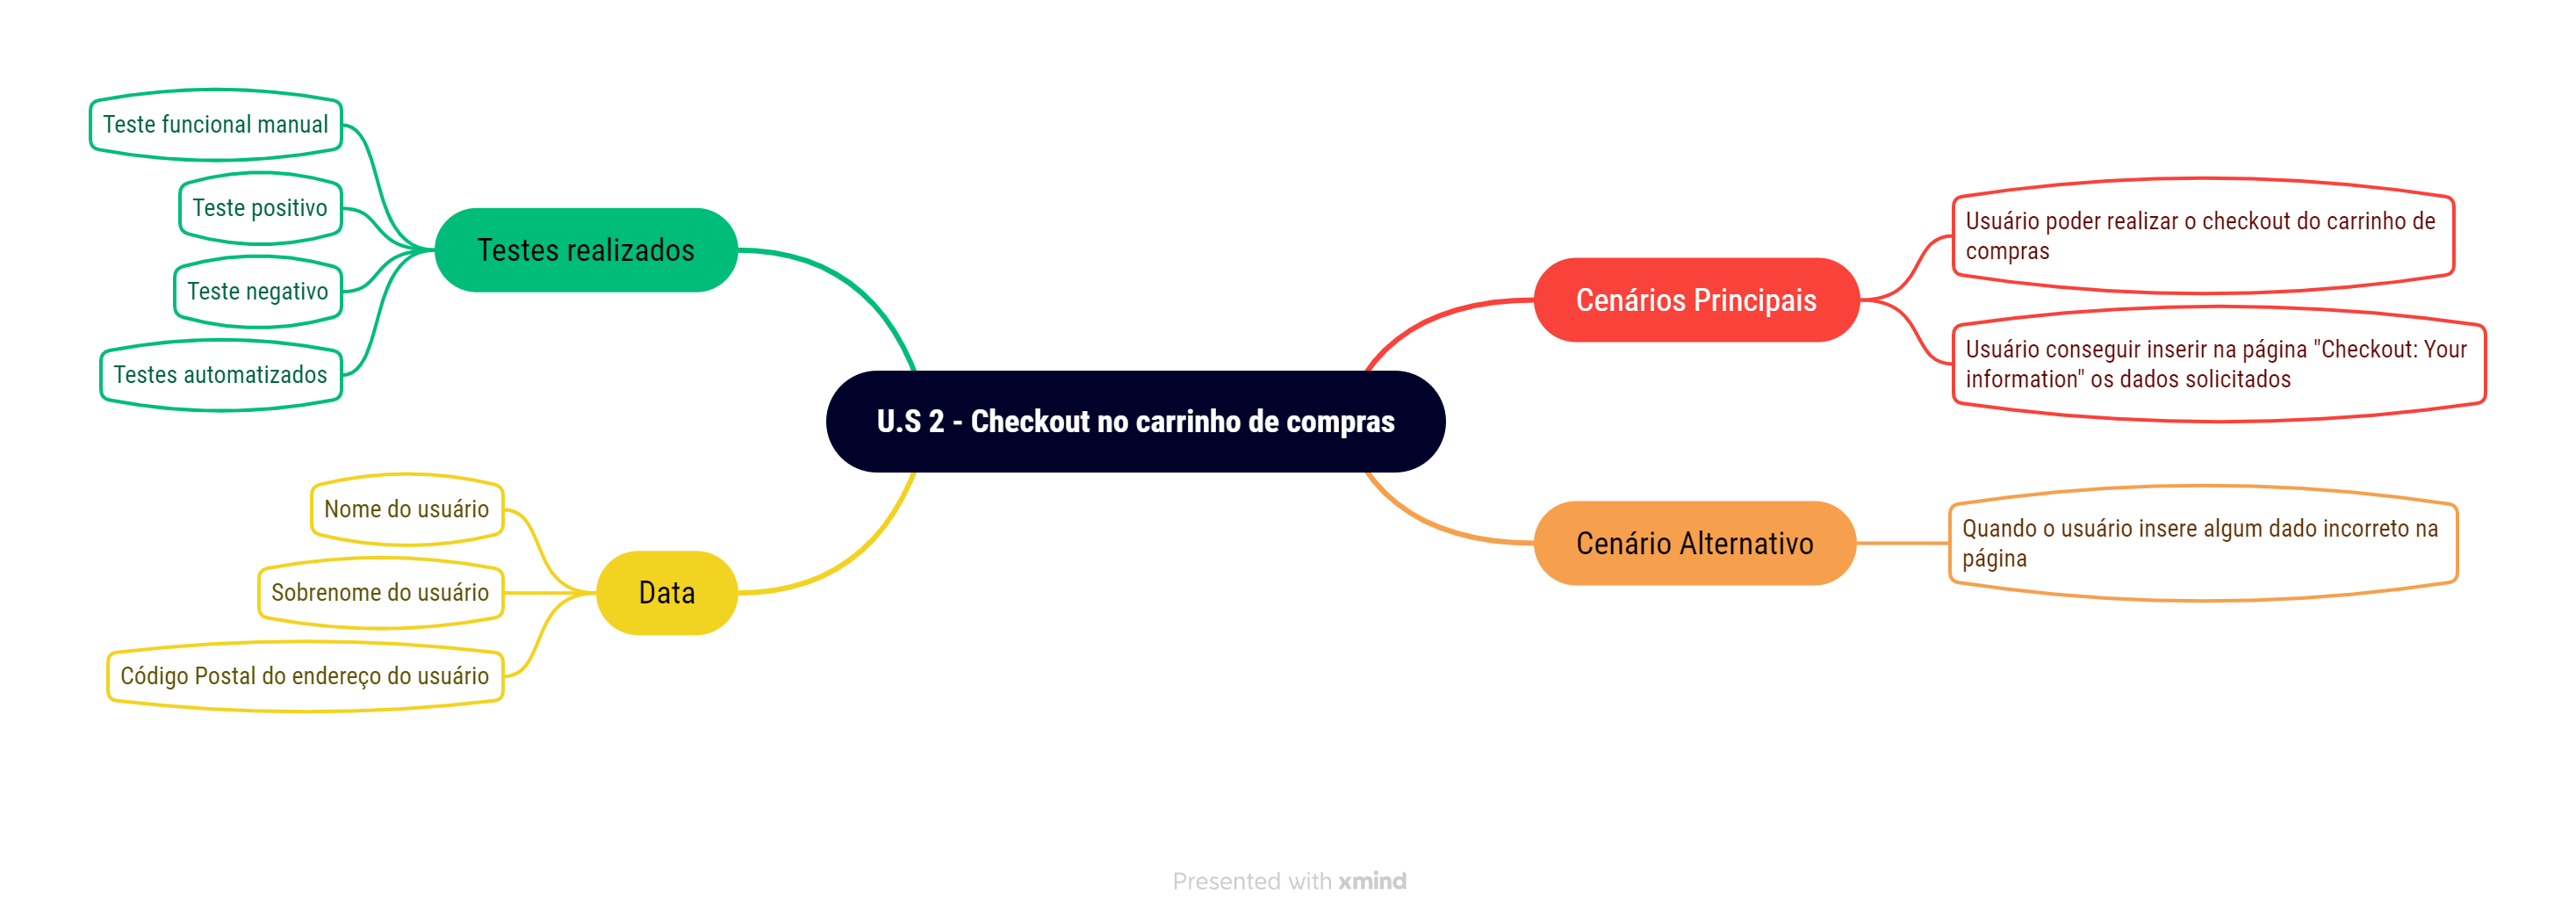 Teste funcional manual
Teste positivo
Teste negativo
Testes automatizados
Testes realizados
Usuário poder realizar o checkout do carrinho de
compras
Usuário conseguir inserir na página "Checkout: Your
information" os dados solicitados
Cenários Principais
U.S 2 - Checkout no carrinho de compras
Nome do usuário
Sobrenome do usuário
Código Postal do endereço do usuário
Data
Cenário Alternativo
Quando o usuário insere algum dado incorreto na
página
Presented with xmind